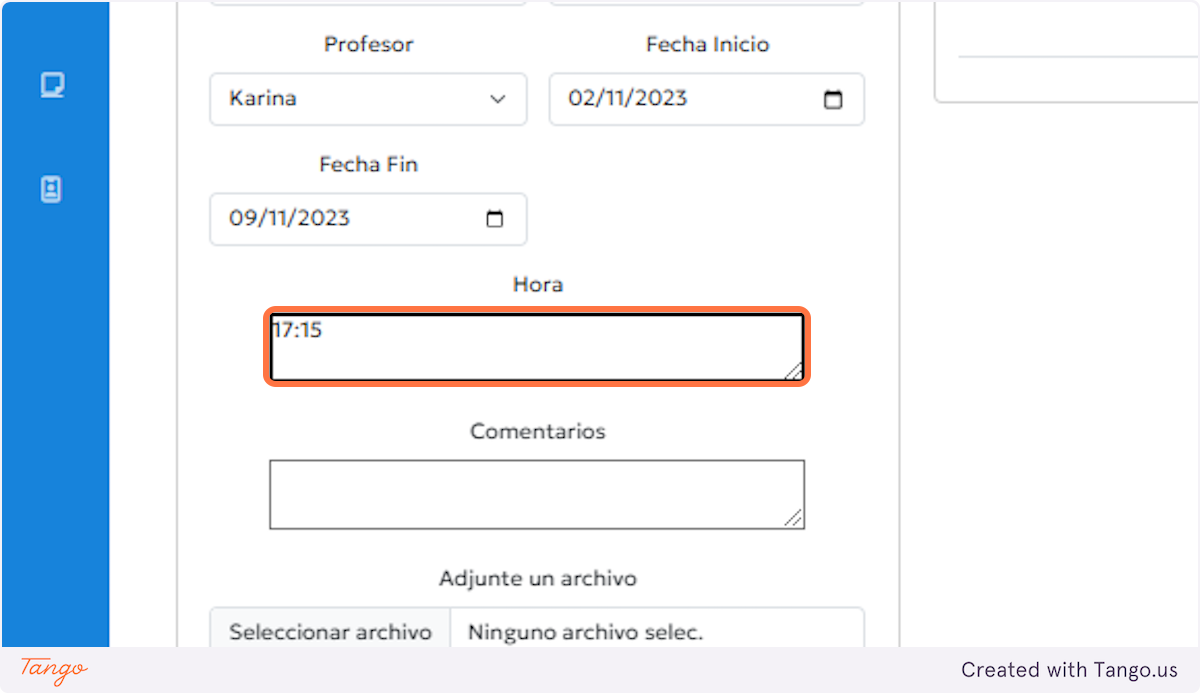 Profesor
Fecha Inicio
Karina
02/11/2023
Fecha Fin
09/11/2023
Hora
17:15
Comentarios
Adjunte un archivo
Seleccionar archivo
Ninguno archivo selec.
Tango
Created with Tango.us